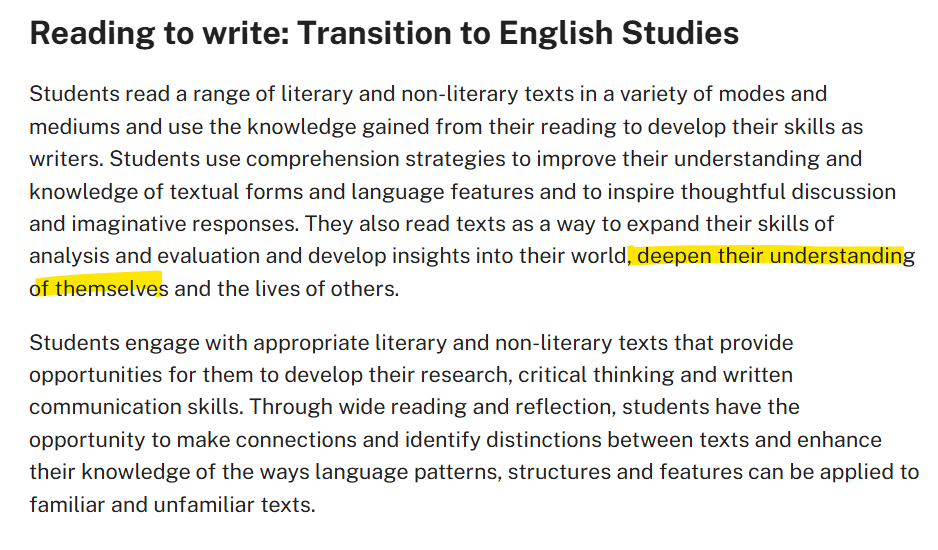 Reading to write: Transition to English Studies
Students read a range of literary and non-literary texts in a variety of modes and
mediums and use the knowledge gained from their reading to develop their skills as
writers. Students use comprehension strategies to improve their understanding and
knowledge of textual forms and language features and to inspire thoughtful discussion
and imaginative responses. They also read texts as a way to expand their skills of
analysis and evaluation and develop insights into their world, deepen their understanding
of themselves and the lives of others.
Students engage with appropriate literary and non-literary texts that provide
opportunities for them to develop their research, critical thinking and written
communication skills. Through wide reading and reflection, students have the
opportunity to make connections and identify distinctions between texts and enhance
their knowledge of the ways language patterns, structures and features can be applied to
familiar and unfamiliar texts.